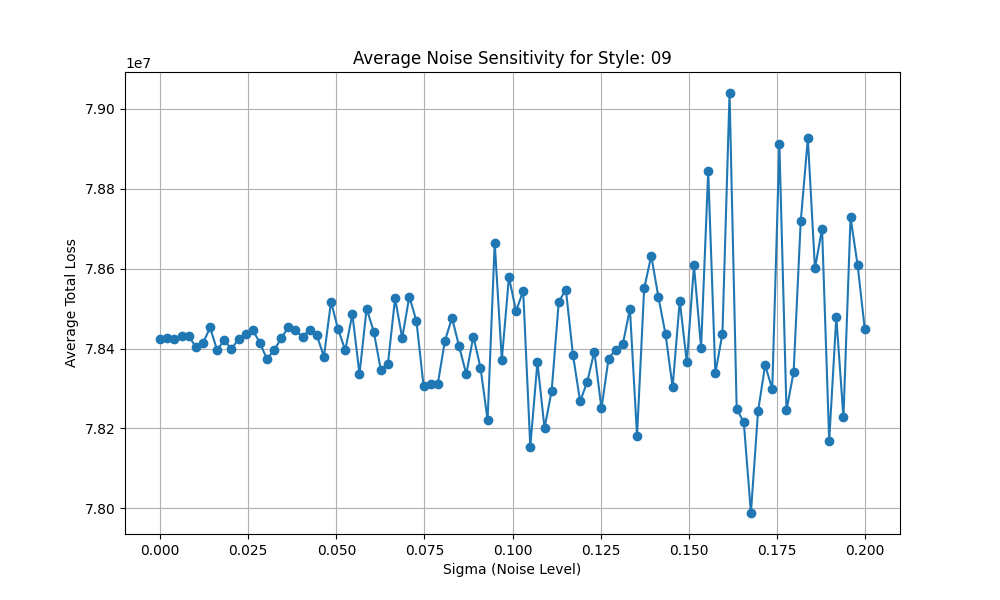 Average Noise Sensitivity for Style: 09
1e7
7.90
7.88
7.86
7.84
7.82
7.80
Average Total Loss
0.000 0.025 0.050 0.075 0.100 0.125 0.150 0.175 0.200
Sigma (Noise Level)